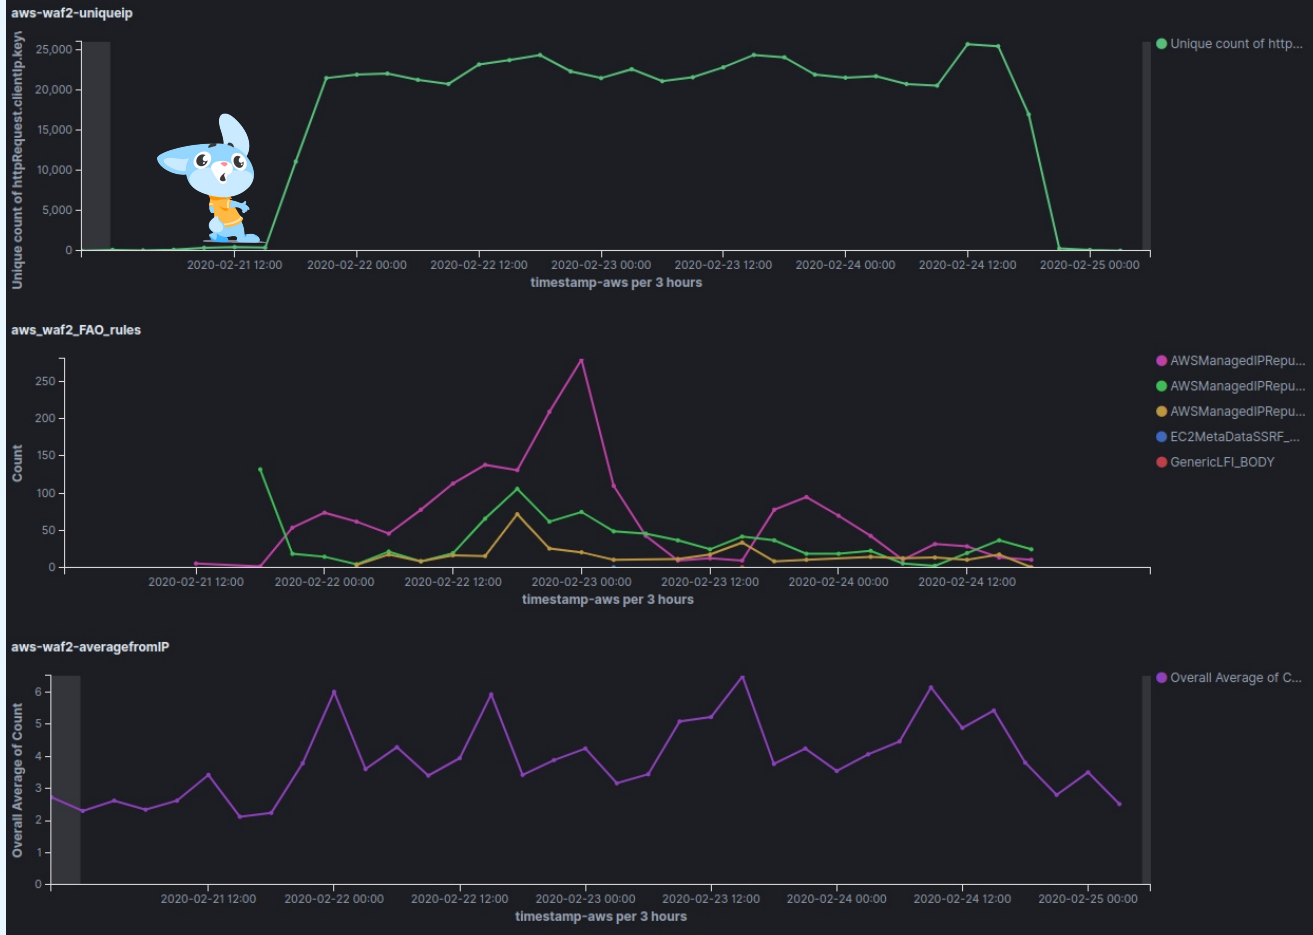 aws-waf2-uniqueip
Unique count of httpRequest.clientIp.keyw
25,000
20,000
15,000
10,000
5,000
0
2020-02-21 12:00 2020-02-22 00:00 2020-02-22 12:00 2020-02-23 00:00 2020-02-23 12:00 2020-02-24 00:00 2020-02-24 12:00 2020-02-25 00:00
timestamp-aws per 3 hours
Unique count of http...
aws_waf2_FAO_rules
Count
250
200
150
100
50
0
2020-02-21 12:00 2020-02-22 00:00 2020-02-22 12:00 2020-02-23 00:00 2020-02-23 12:00 2020-02-24 00:00 2020-02-24 12:00
timestamp-aws per 3 hours
AWSManagedIPRepu...
AWSManagedIPRepu...
AWSManagedIPRepu...
EC2MetaDataSSRF_...
GenericLFI_BODY
aws-waf2-averagefromIP
Overall Average of Count
6
5
4
3
2
1
0
2020-02-21 12:00 2020-02-22 00:00 2020-02-22 12:00 2020-02-23 00:00 2020-02-23 12:00 2020-02-24 00:00 2020-02-24 12:00 2020-02-25 00:00
timestamp-aws per 3 hours
Overall Average of C...